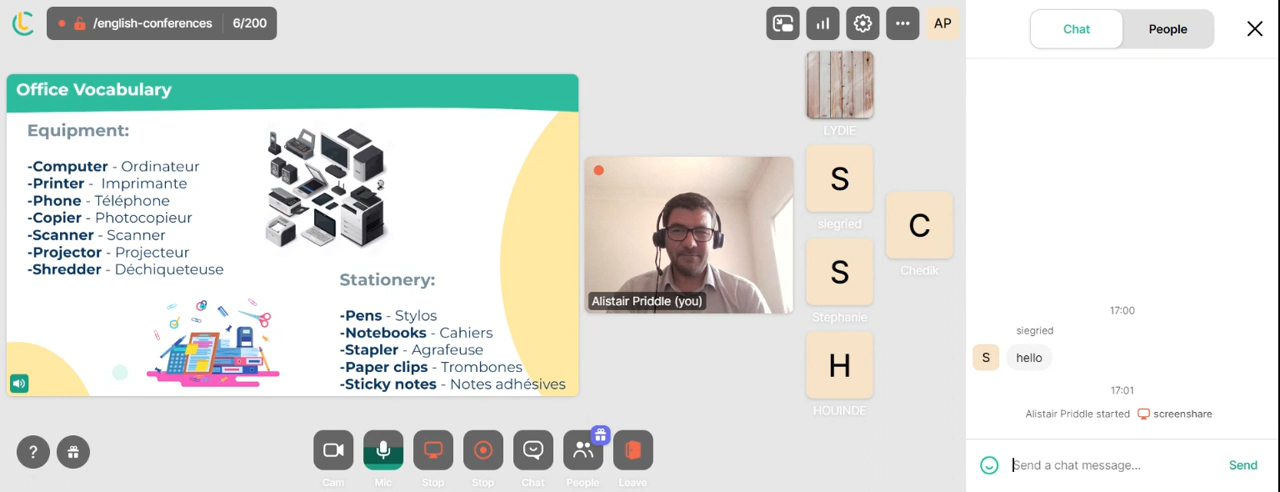 /english-conferences 6/200
AP
Chat People
Office Vocabulary
Equipment:
-Computer - Ordinateur
-Printer - Imprimante
-Phone - Téléphone
-Copier - Photocopieur
-Scanner - Scanner
-Projector - Projecteur
-Shredder - Déchiqueteuse
Stationery:
-Pens - Stylos
-Notebooks - Cahiers
-Stapler - Agrafeuse
-Paper clips - Trombones
-Sticky notes - Notes adhésives
Alistair Priddle (you)
LYDIE
S
siegried
C
Chedik
S
Stephanie
H
HOUINDE
17:00
siegried
S hello
17:01
Alistair Priddle started screenshare
Send a chat message... Send
?
Cam Mic Stop Stop Chat People Leave